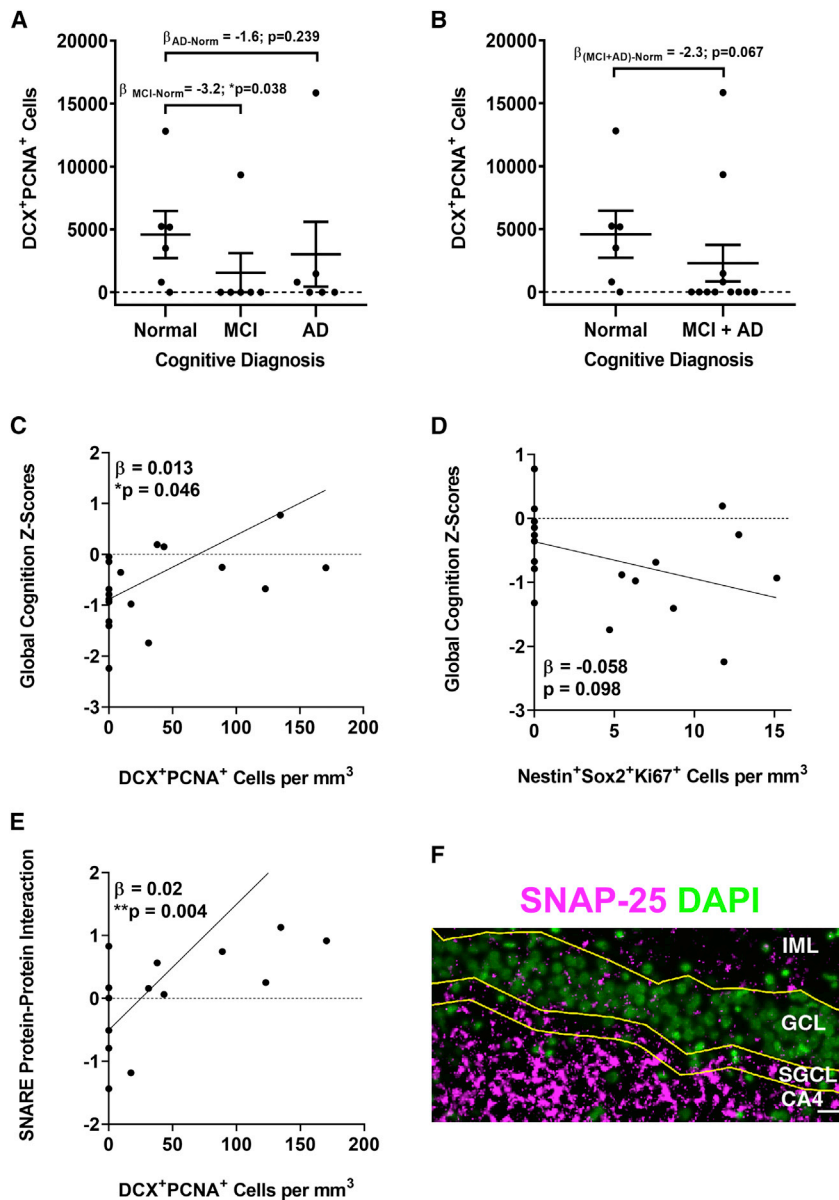 A
β AD-Norm = -1.6; p=0.239
β MCI-Norm= -3.2; *p=0.038
20000
15000
10000
5000
0
DCX+PCNA+ Cells
Normal MCI AD
Cognitive Diagnosis
B
β(MCI+AD)-Norm = -2.3; p=0.067
20000
15000
10000
5000
0
DCX+PCNA+ Cells
Normal MCI + AD
Cognitive Diagnosis
C
β = 0.013
*p = 0.046
2
1
0
-1
-2
-3
Global Cognition Z-Scores
0 50 100 150 200
DCX+PCNA+ Cells per mm3
D
1
0
-1
-2
-3
Global Cognition Z-Scores
β = -0.058
p = 0.098
0 5 10 15
Nestin+Sox2+Ki67+ Cells per mm3
E
β = 0.02
**p = 0.004
2
1
0
-1
-2
SNARE Protein-Protein Interaction
0 50 100 150 200
DCX+PCNA+ Cells per mm3
F
SNAP-25 DAPI
IML
GCL
SGCL
CA4